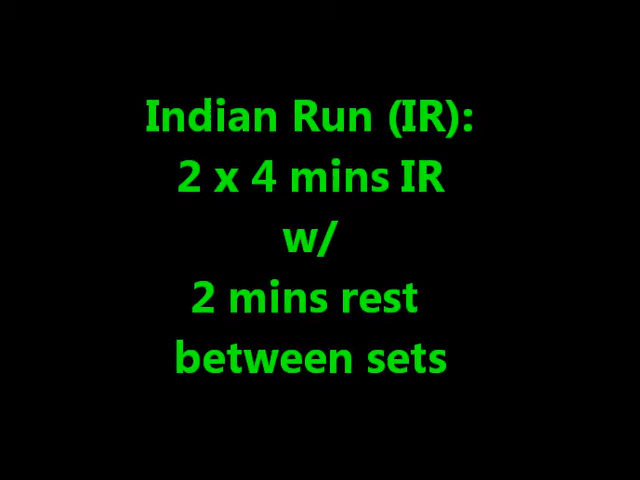 Indian Run (IR):
2 x 4 mins IR
w/
2 mins rest
between sets